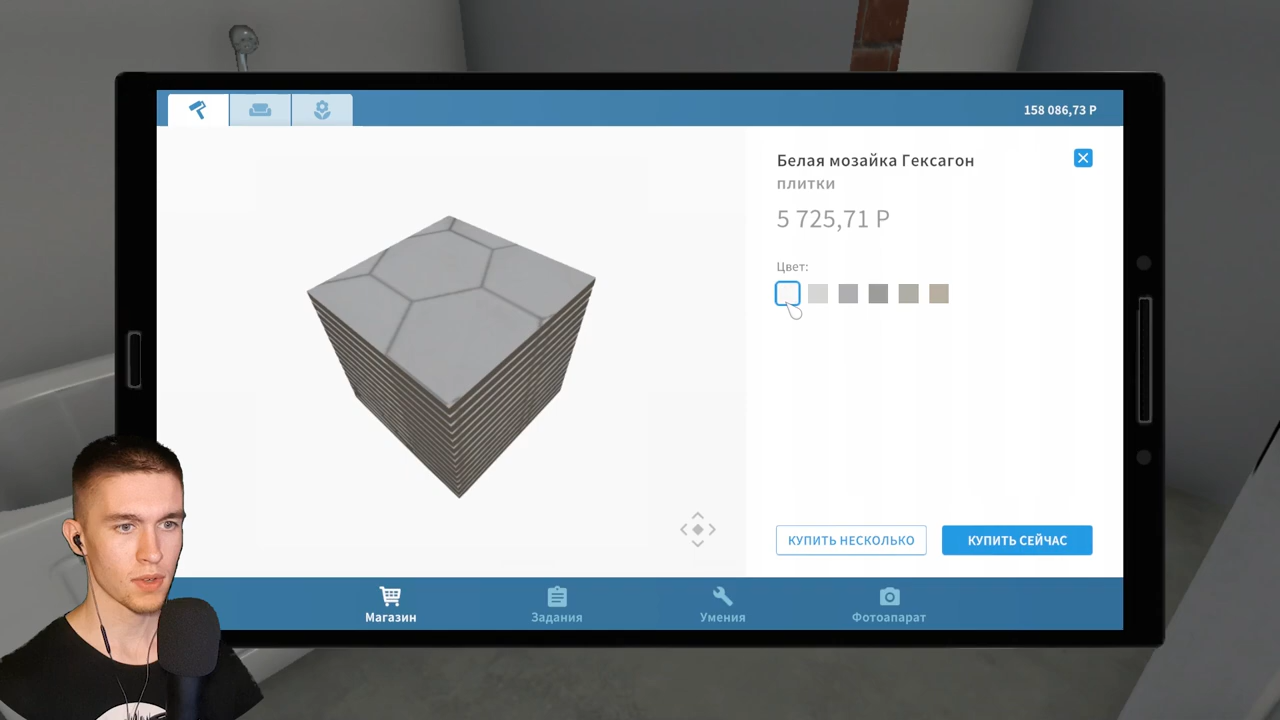 158 086,73 Р
Белая мозайка Гексагон
плитки
5 725,71 Р
Цвет:
КУПИТЬ НЕСКОЛЬКО
КУПИТЬ СЕЙЧАС
Магазин
Задания
Умения
Фотоапарат